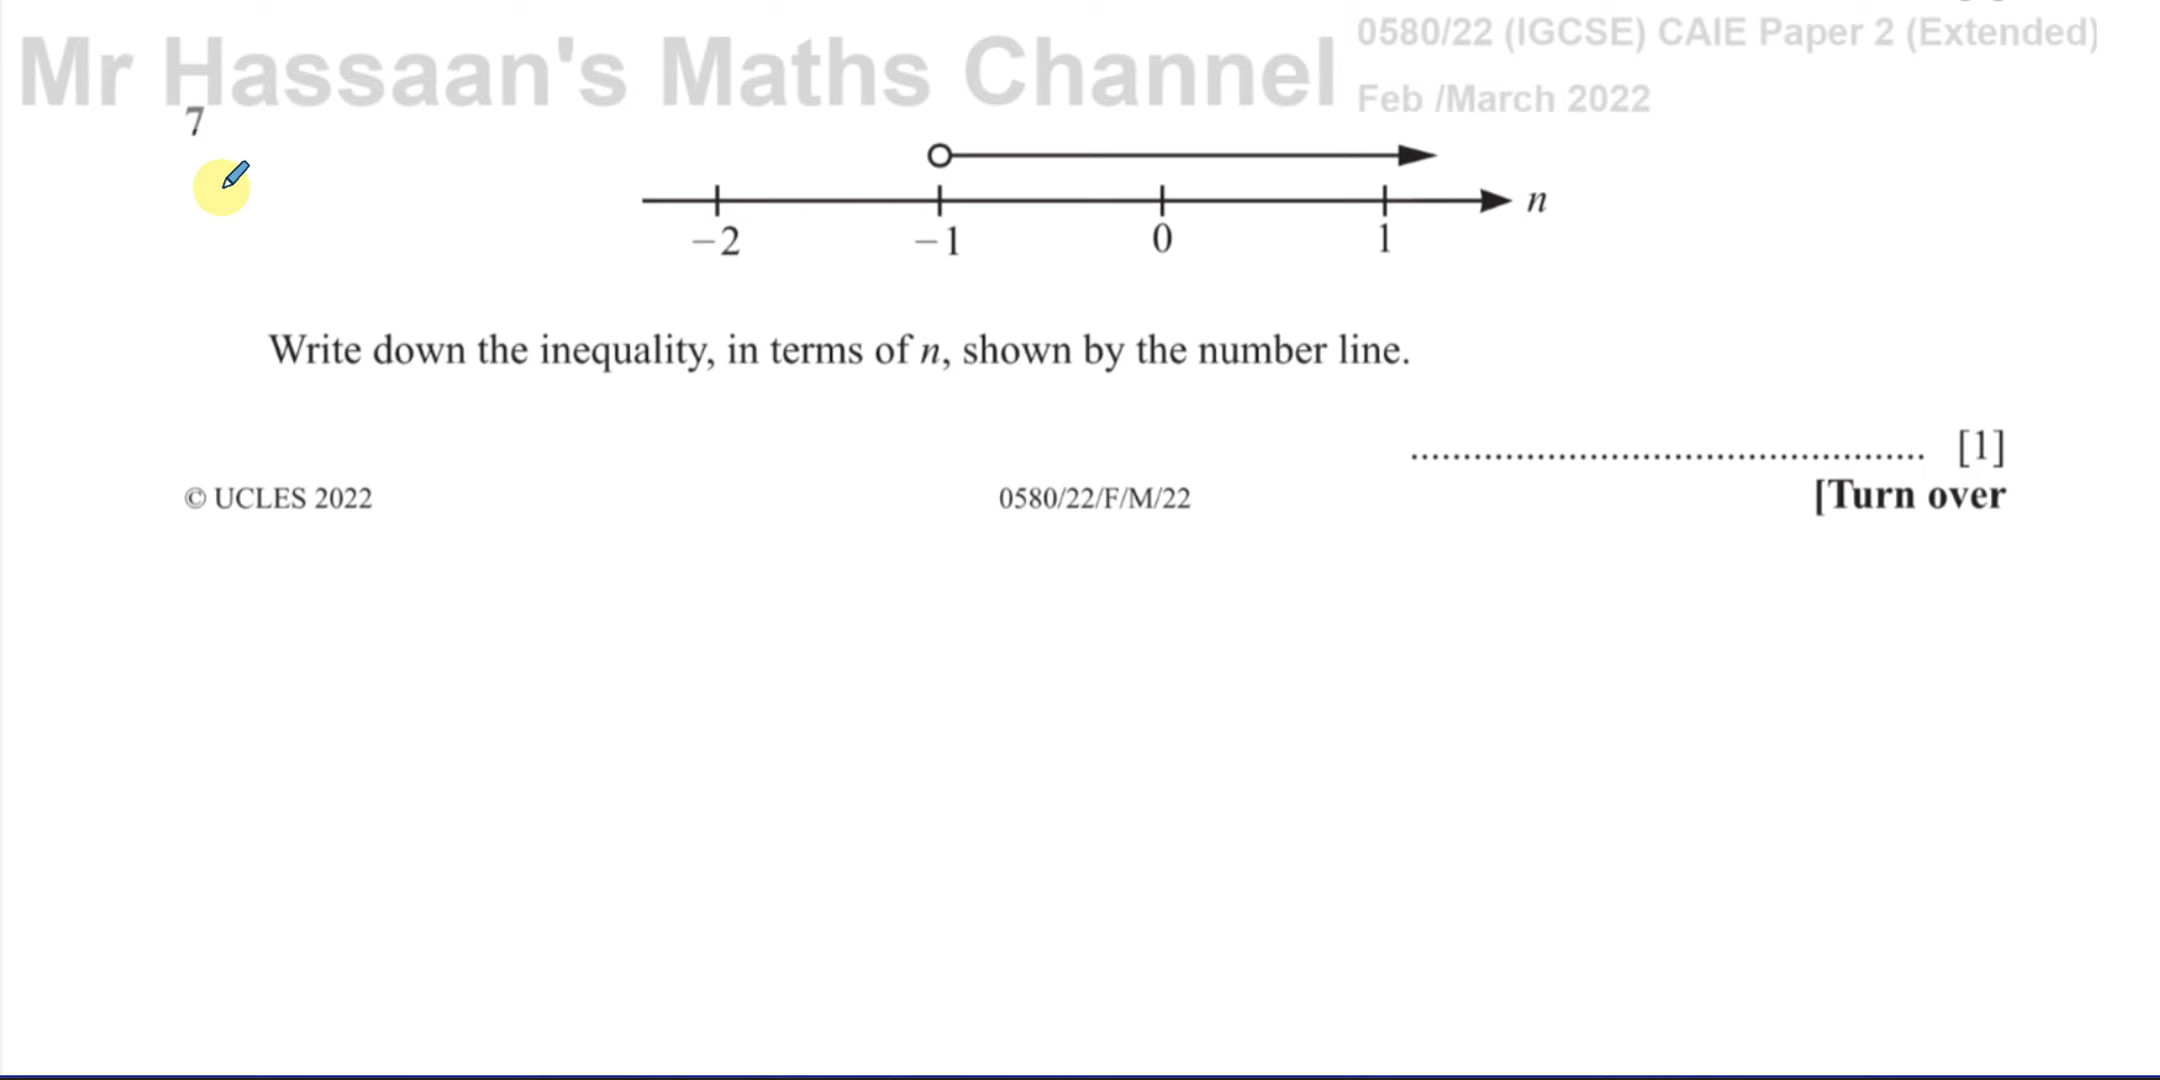 Mr Hassaan's Maths Channel
0580/22 (IGCSE) CAIE Paper 2 (Extended)
Feb /March 2022
7
n
−2 −1 0 1
Write down the inequality, in terms of n, shown by the number line.
.................................................. [1]
© UCLES 2022 0580/22/F/M/22 [Turn over